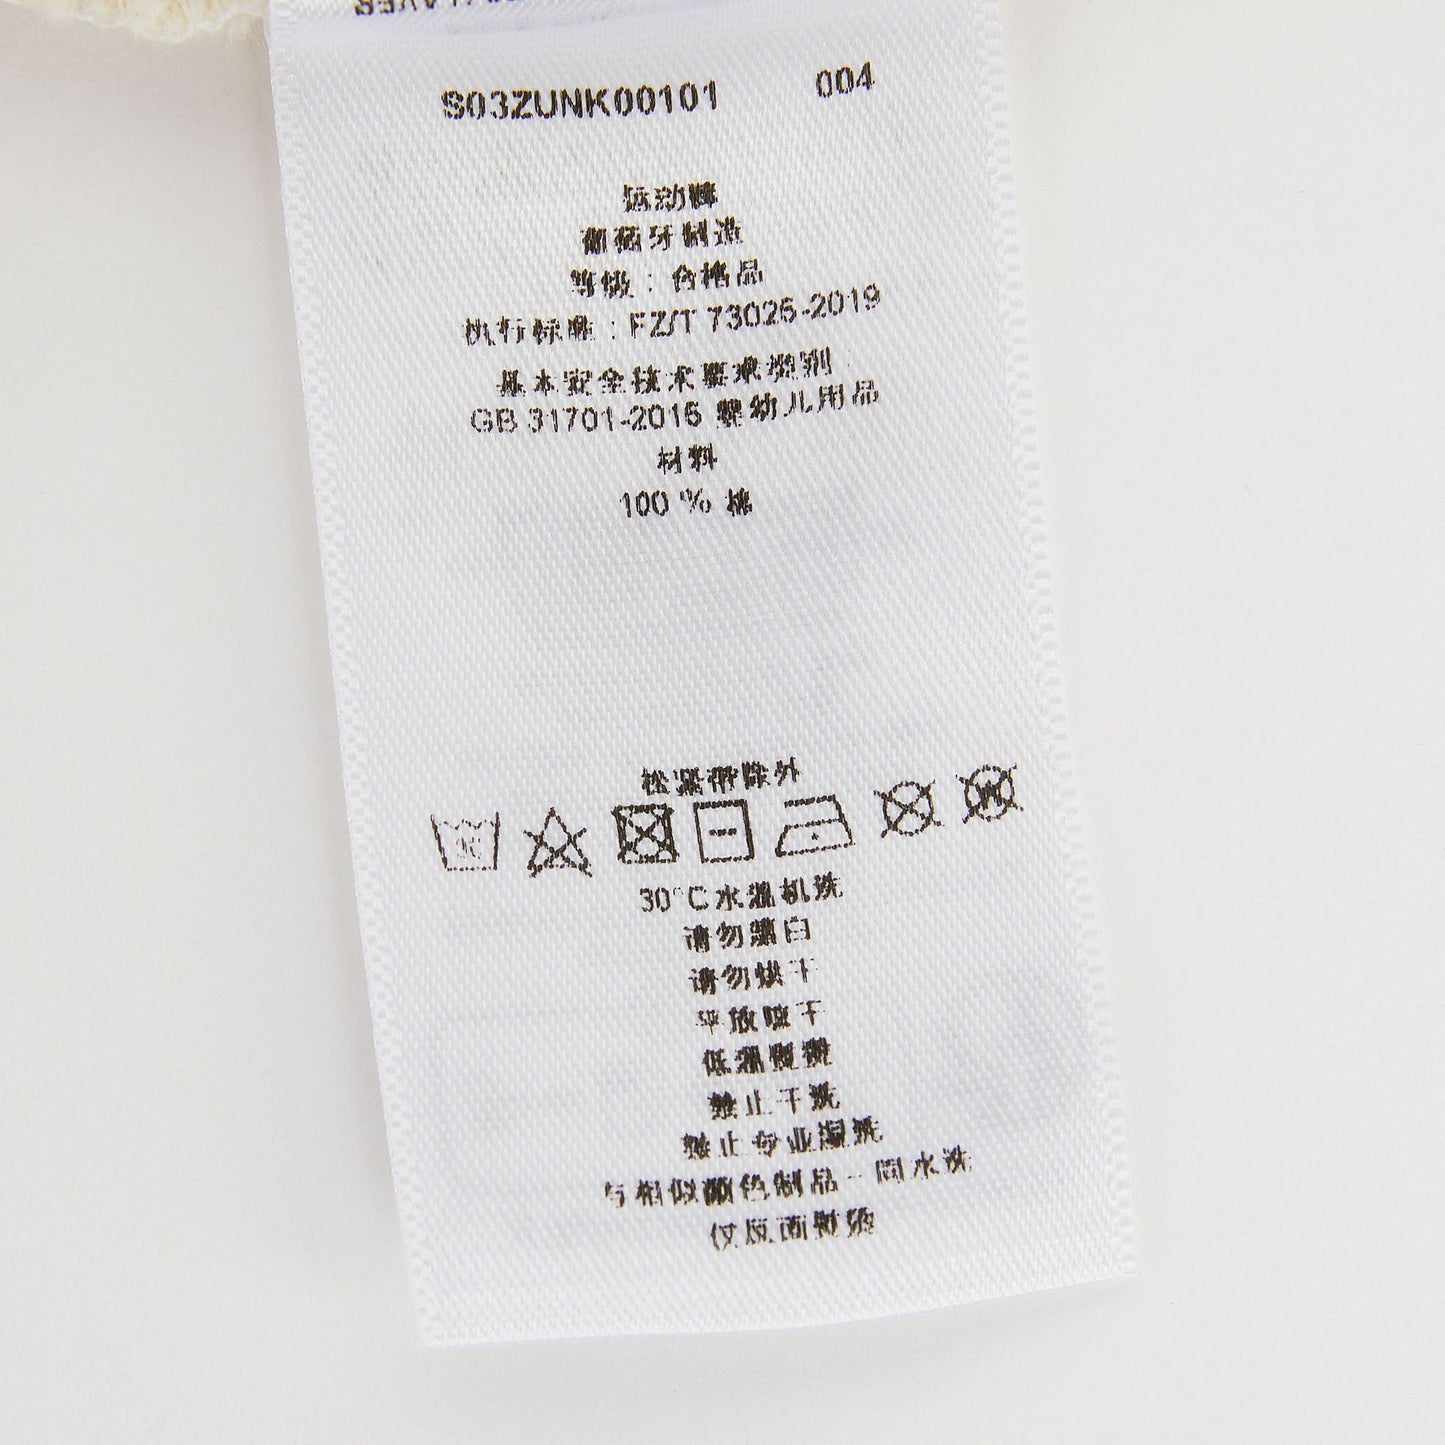 S03ZUNK00101 004
运动裤
葡萄牙制造
等级：合格品
执行标准：FZ/T 73025-2019
基本安全技术要求类别
GB 31701-2015 婴幼儿用品
材料
100 % 棉
松紧带除外
30°C水温机洗
请勿漂白
请勿烘干
平放晾干
低温熨烫
禁止干洗
禁止专业湿洗
与相似颜色制品一同水洗
仅反面熨烫